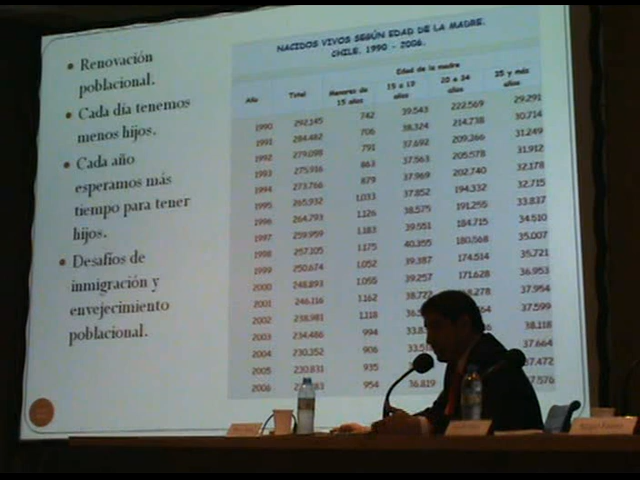 • Renovación
poblacional.
• Cada día tenemos
menos hijos.
• Cada año
esperamos más
tiempo para tener
hijos.
• Desafíos de
inmigración y
envejecimiento
poblacional.
NACIDOS VIVOS SEGÚN EDAD DE LA MADRE.
CHILE. 1990 - 2006.
Edad de la madre
Año Total Menores de 15 años 15 a 19 años 20 a 34 años 35 y más años
1990 292.145 742 39.543 222.569 29.291
1991 284.482 706 38.324 214.738 30.714
1992 279.098 791 37.692 209.366 31.249
1993 275.916 863 37.563 205.578 31.912
1994 273.766 879 37.969 202.740 32.178
1995 265.932 1.033 37.852 194.332 32.715
1996 264.793 1.126 38.575 191.255 33.837
1997 259.959 1.183 39.551 184.715 34.510
1998 257.105 1.175 40.355 180.568 35.007
1999 250.674 1.052 39.387 174.514 35.721
2000 248.893 1.055 39.257 171.628 36.953
2001 246.116 1.162 37.954
2002 238.981 1.118 37.599
2003 234.486 994 38.118
2004 230.352 906 37.664
2005 230.831 935
2006 954 36.819